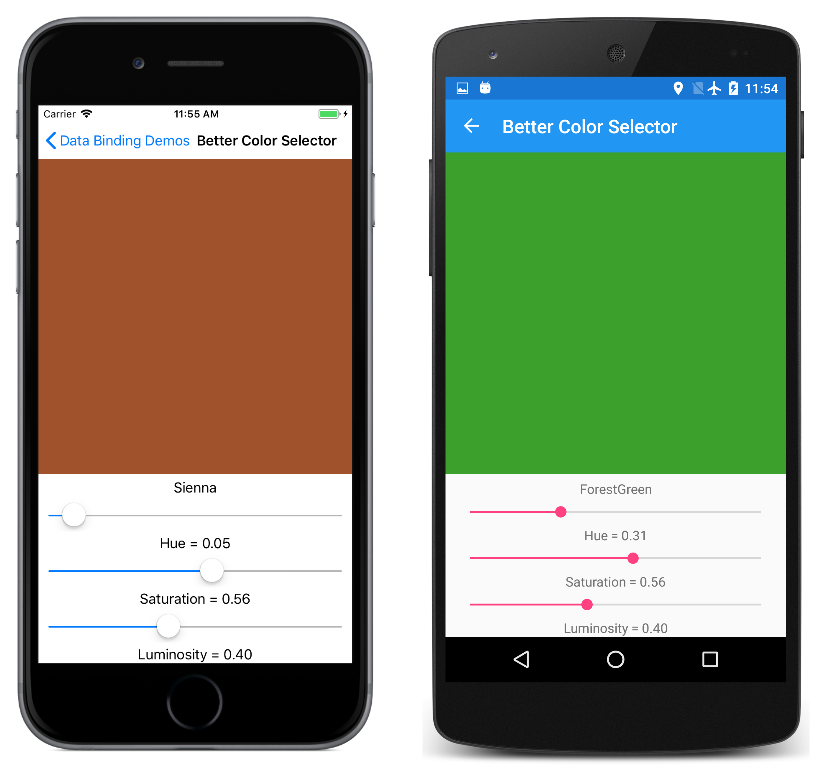 Carrier
11:55 AM
Data Binding Demos Better Color Selector
Sienna
Hue = 0.05
Saturation = 0.56
Luminosity = 0.40
11:54
Better Color Selector
ForestGreen
Hue = 0.31
Saturation = 0.56
Luminosity = 0.40